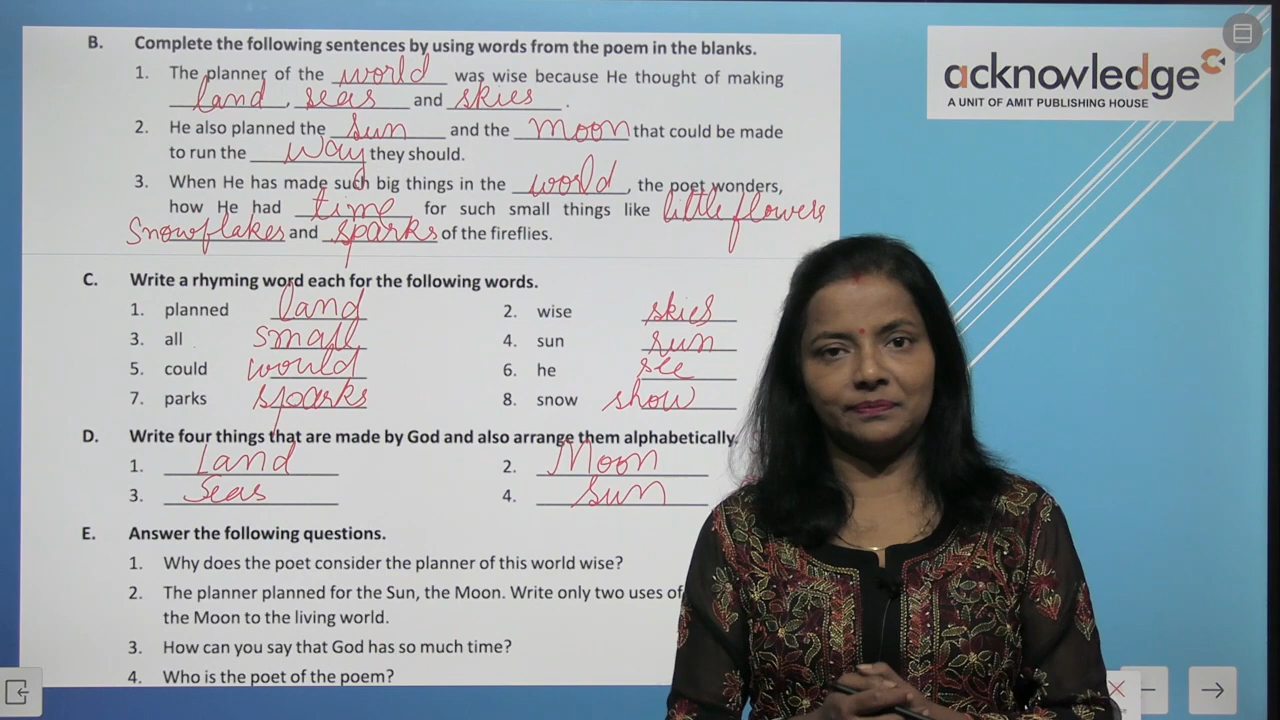 acknowledge
A UNIT OF AMIT PUBLISHING HOUSE
B. Complete the following sentences by using words from the poem in the blanks.
1. The planner of the world was wise because He thought of making
land, seas and skies.
2. He also planned the sun and the moon that could be made
to run the way they should.
3. When He has made such big things in the world, the poet wonders,
how He had time for such small things like little flowers
snowflakes and sparks of the fireflies.
C. Write a rhyming word each for the following words.
1. planned land 2. wise skies
3. all small 4. sun run
5. could would 6. he see
7. parks sparks 8. snow show
D. Write four things that are made by God and also arrange them alphabetically.
1. Land 2. Moon
3. Seas 4. Sun
E. Answer the following questions.
1. Why does the poet consider the planner of this world wise?
2. The planner planned for the Sun, the Moon. Write only two uses of
the Moon to the living world.
3. How can you say that God has so much time?
4. Who is the poet of the poem?